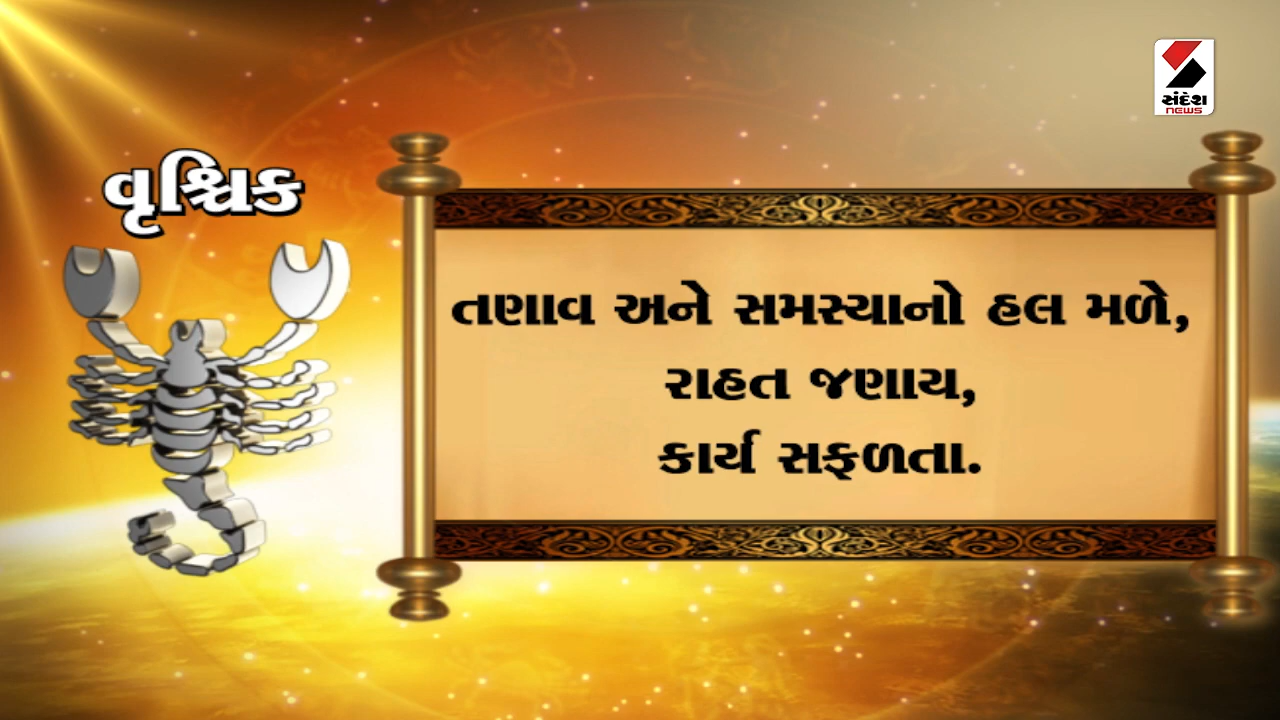 સંદેશ
NEWS
વૃશ્ચિક
તણાવ અને સમસ્યાનો હલ મળે,
રાહત જણાય,
કાર્ય સફળતા.